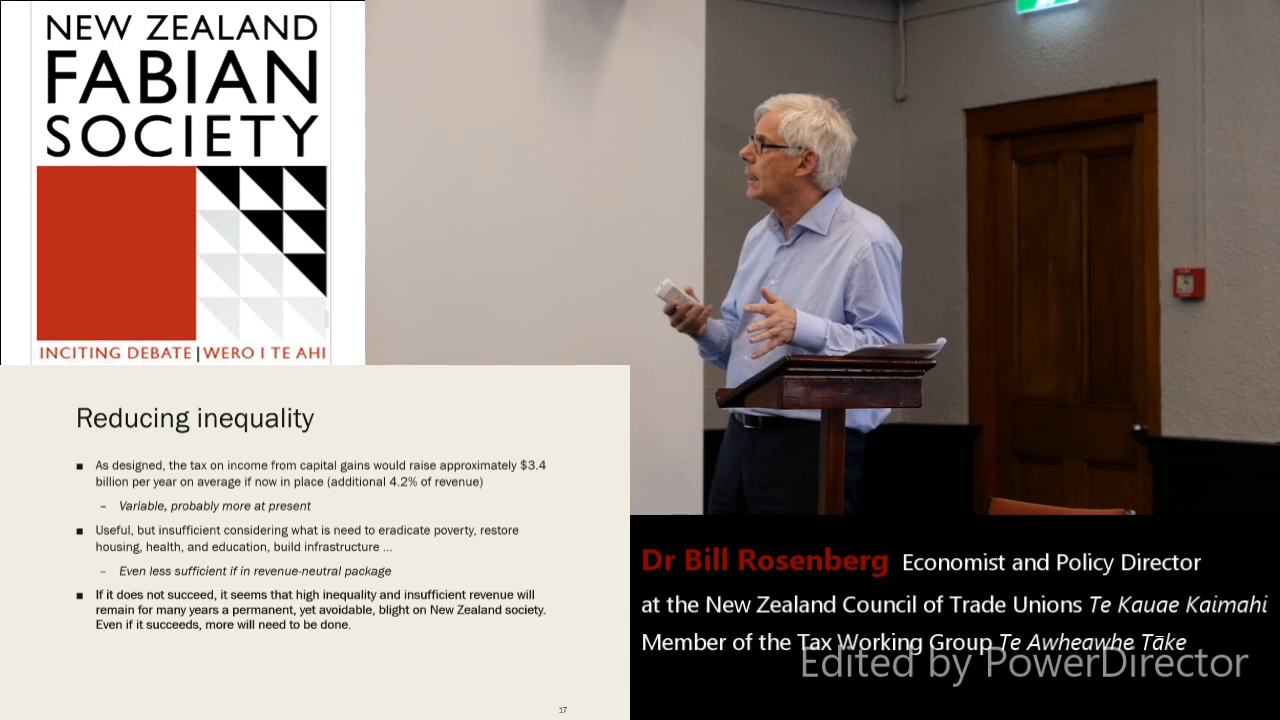 NEW ZEALAND
FABIAN
SOCIETY
INCITING DEBATE|WERO I TE AHI
Reducing inequality
■ As designed, the tax on income from capital gains would raise approximately $3.4
billion per year on average if now in place (additional 4.2% of revenue)
– Variable, probably more at present
■ Useful, but insufficient considering what is need to eradicate poverty, restore
housing, health, and education, build infrastructure ...
– Even less sufficient if in revenue-neutral package
■ If it does not succeed, it seems that high inequality and insufficient revenue will
remain for many years a permanent, yet avoidable, blight on New Zealand society.
Even if it succeeds, more will need to be done.
17
Dr Bill Rosenberg Economist and Policy Director
at the New Zealand Council of Trade Unions Te Kauae Kaimahi
Member of the Tax Working Group Te Awheawhe Tāke
Edited by PowerDirector